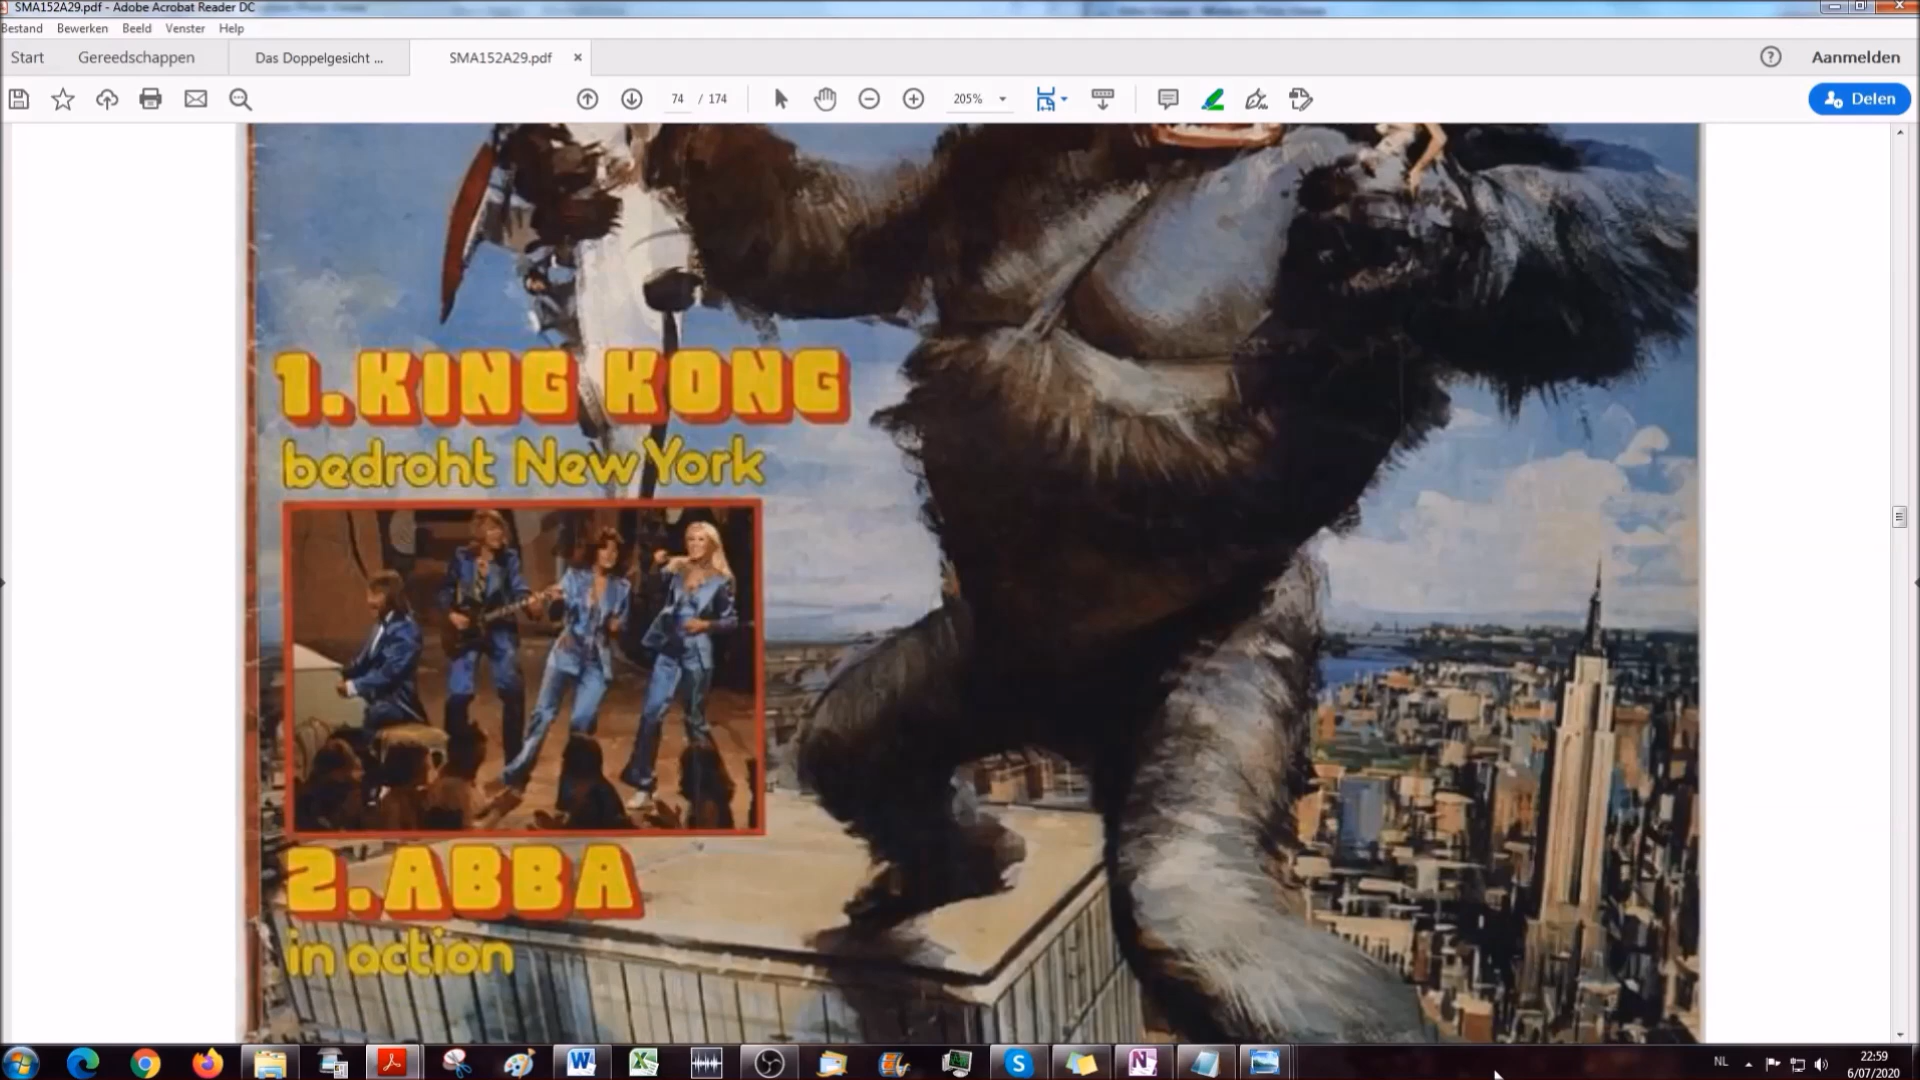 SMA152A29.pdf - Adobe Acrobat Reader DC
Bestand Bewerken Beeld Venster Help
Start Gereedschappen Das Doppelgesicht ... SMA152A29.pdf × Aanmelden
74 / 174 205% Delen
1. KING KONG
bedroht New York
2. ABBA
in action
NL 22:59
6/07/2020